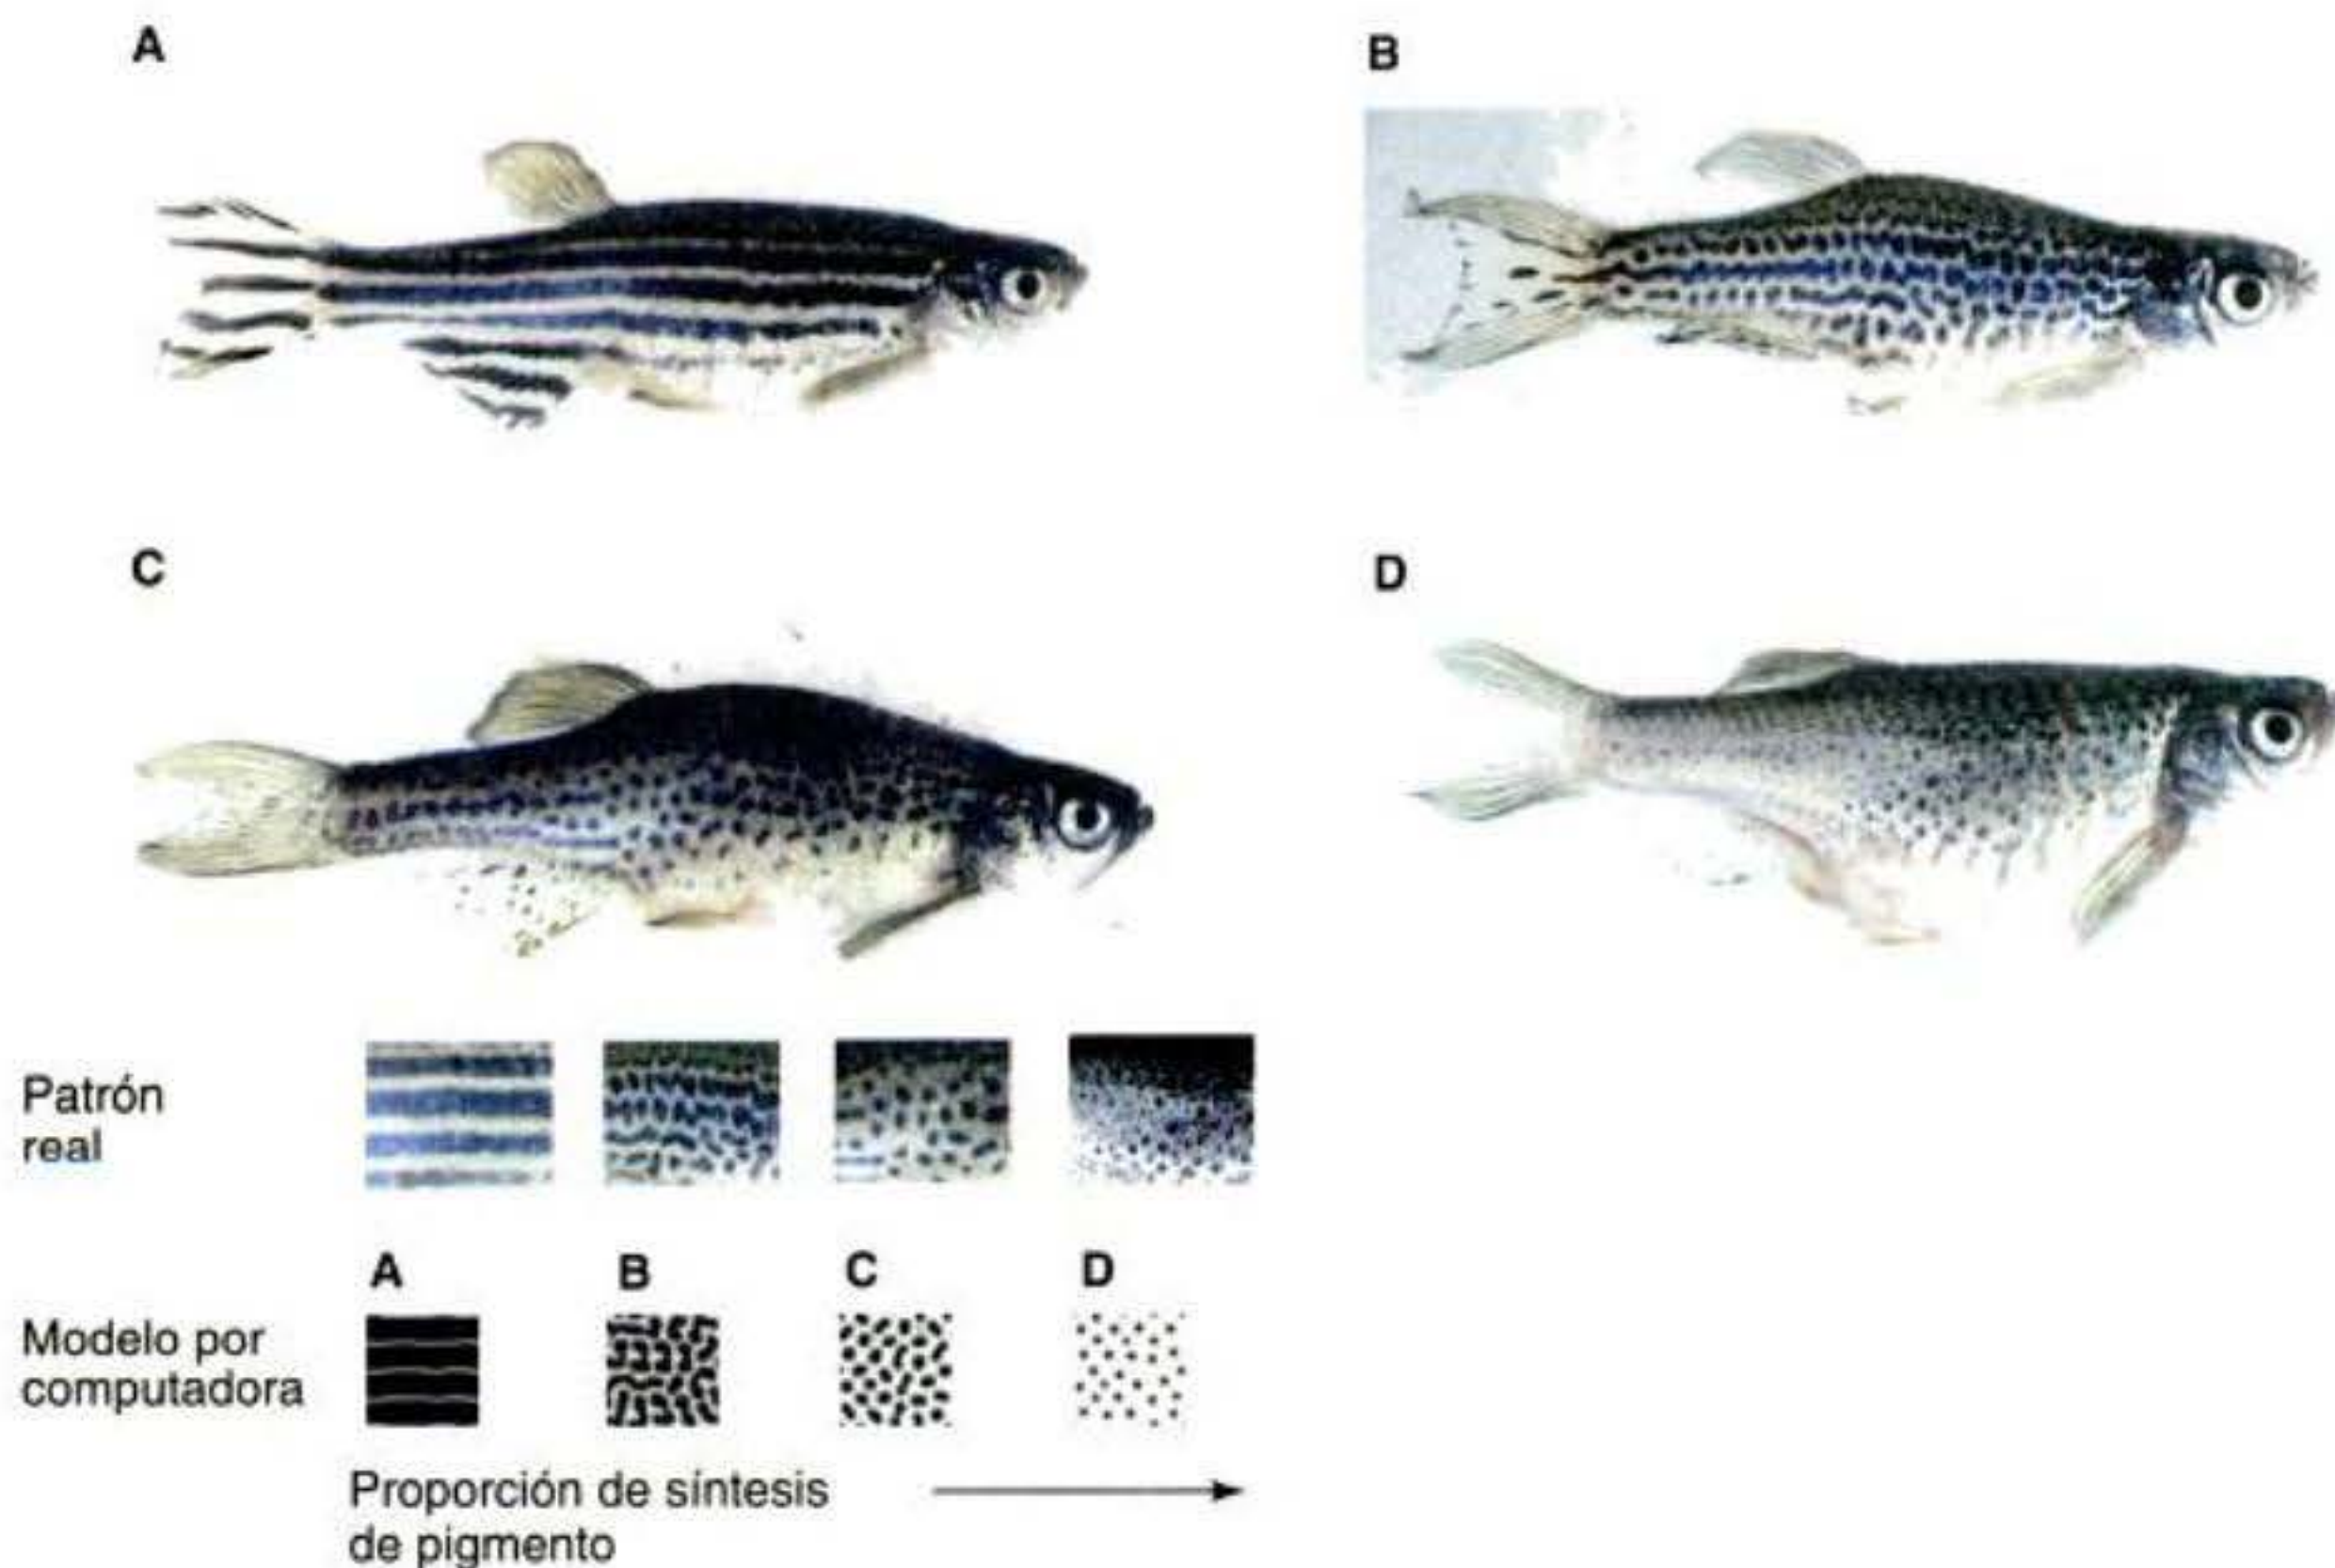 A
B
C
D
Patrón
real
A
B
C
D
Modelo por
computadora
Proporción de síntesis
de pigmento